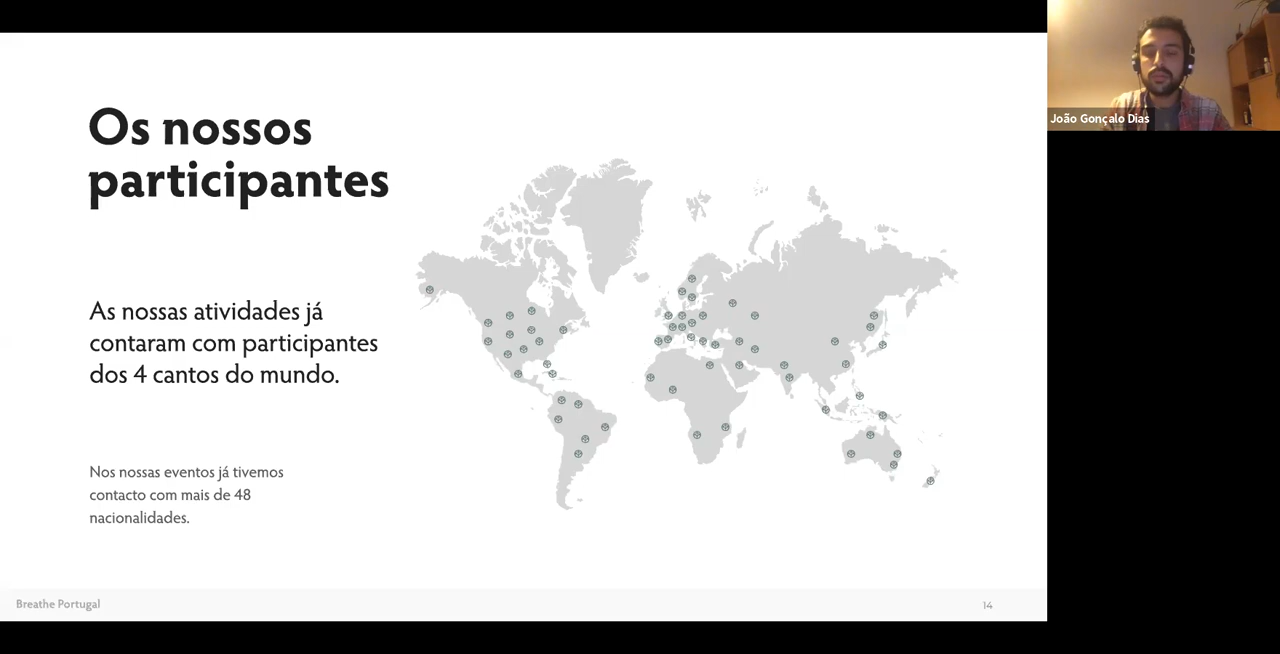 Os nossos
participantes
As nossas atividades já
contaram com participantes
dos 4 cantos do mundo.
Nos nossas eventos já tivemos
contacto com mais de 48
nacionalidades.
Breathe Portugal
14
João Gonçalo Dias